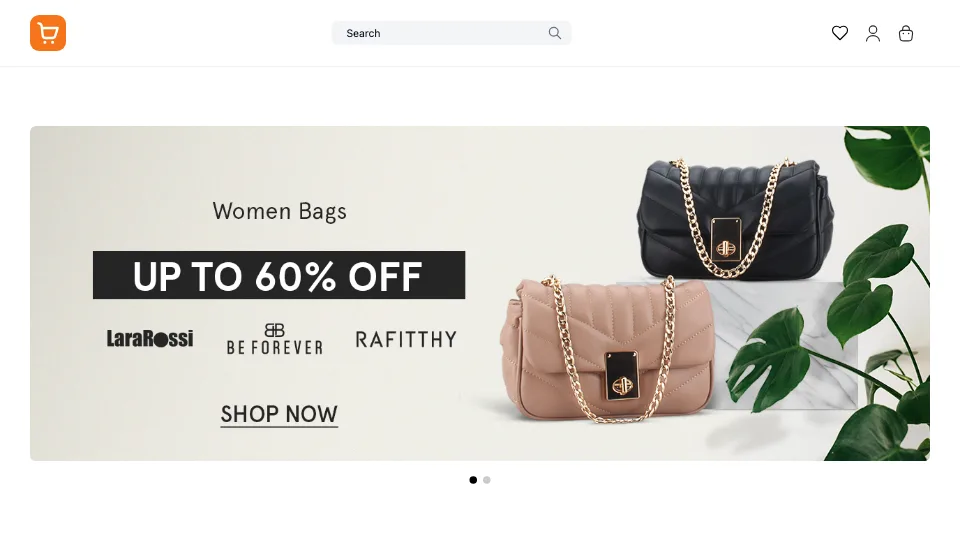 Search
Women Bags
UP TO 60% OFF
LaraRossi
BE FOREVER
RAFITTHY
SHOP NOW